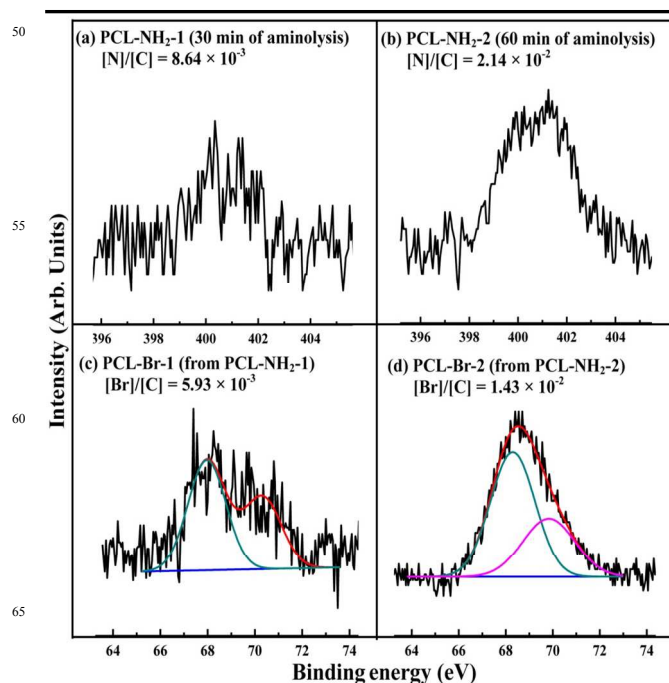 50
(a) PCL-NH₂-1 (30 min of aminolysis)
[N]/[C] = 8.64 × 10⁻³
(b) PCL-NH₂-2 (60 min of aminolysis)
[N]/[C] = 2.14 × 10⁻²
55
396 398 400 402 404
396 398 400 402 404
Intensity (Arb. Units)
(c) PCL-Br-1 (from PCL-NH₂-1)
[Br]/[C] = 5.93 × 10⁻³
(d) PCL-Br-2 (from PCL-NH₂-2)
[Br]/[C] = 1.43 × 10⁻²
60
65
64 66 68 70 72 74
64 66 68 70 72 74
Binding energy (eV)